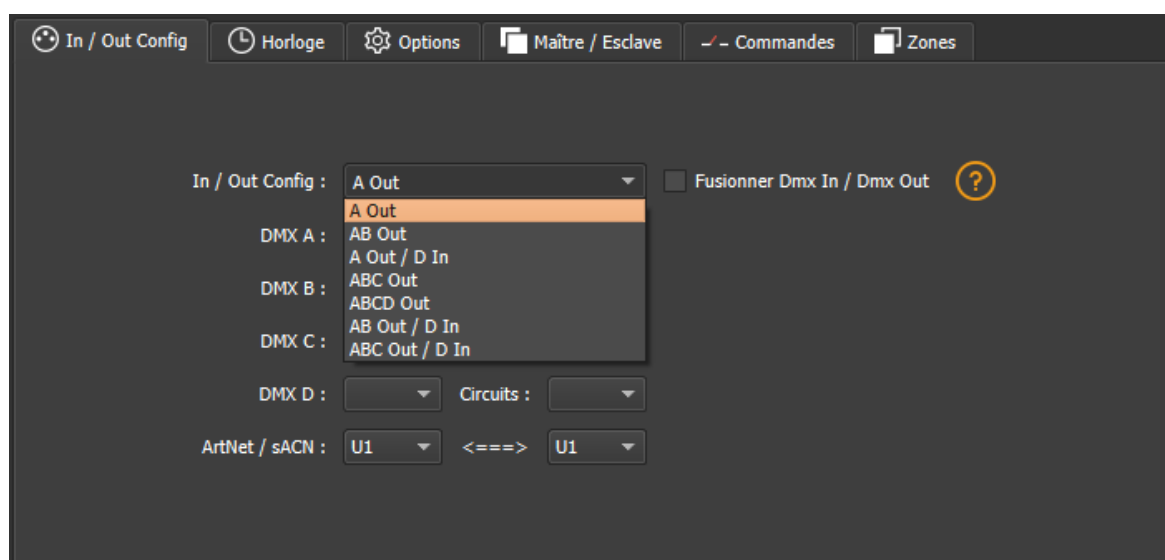 In / Out Config Horloge Options Maître / Esclave Commandes Zones
In / Out Config : A Out Fusionner Dmx In / Dmx Out ?
A Out
DMX A : AB Out
A Out / D In
DMX B : ABC Out
ABCD Out
AB Out / D In
DMX C : ABC Out / D In
DMX D : Circuits :
ArtNet / sACN : U1 <===> U1